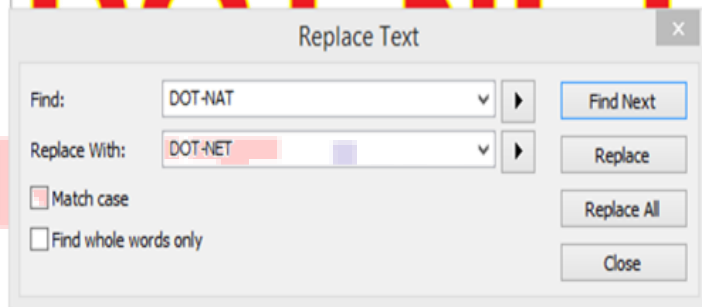 Replace Text
x
Find: DOT-NAT Find Next
Replace With: DOT-NET Replace
Match case
Replace All
Find whole words only
Close